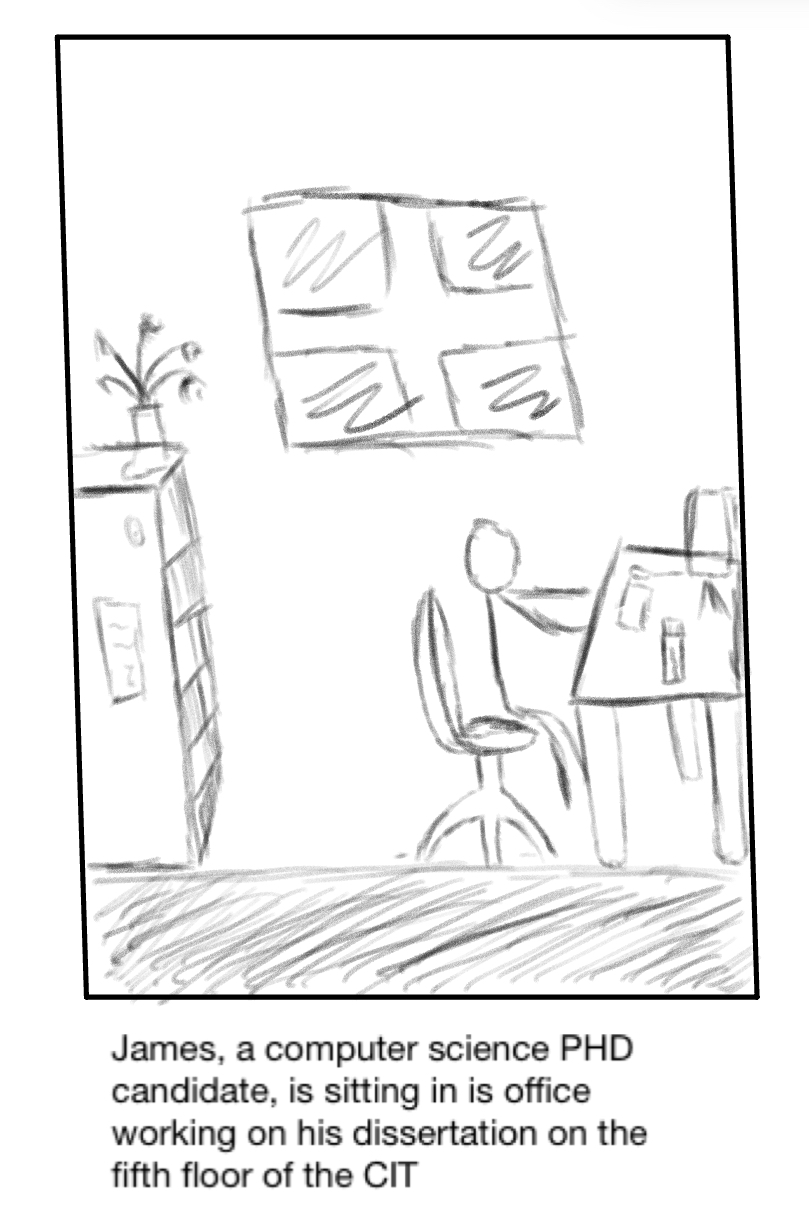 James, a computer science PHD
candidate, is sitting in is office
working on his dissertation on the
fifth floor of the CIT